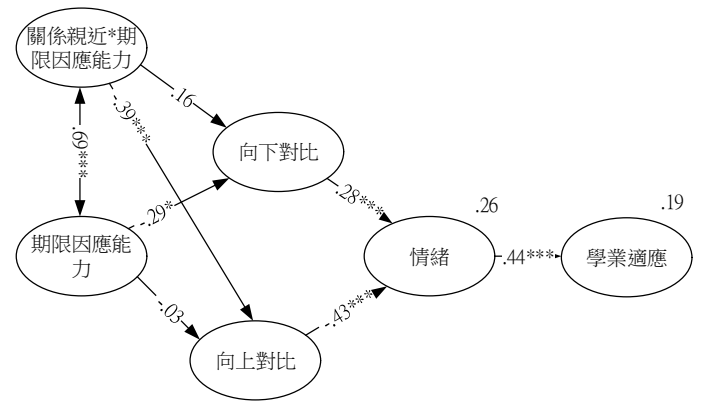 關係親近*期
限因應能力
.16
-.39***
.69***
向下對比
-.29*
.28***
.26
.19
期限因應能
力
情緒
.44***
學業適應
-.03
-.43***
向上對比